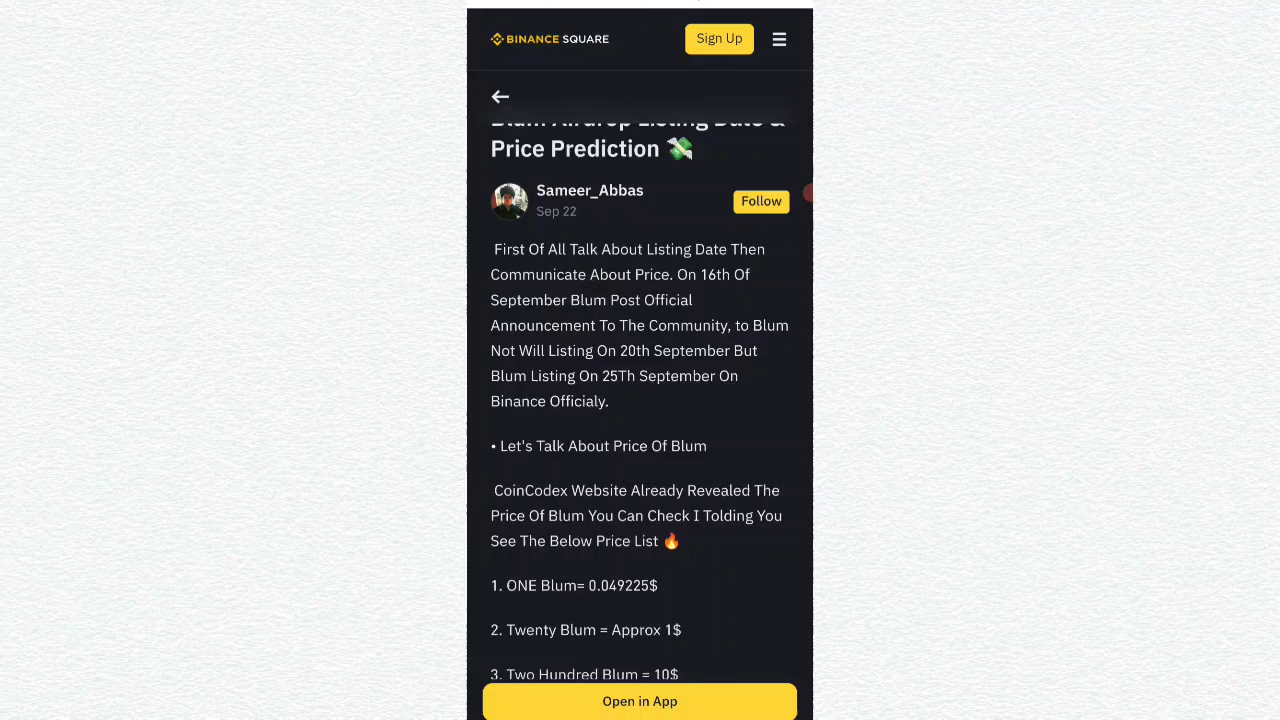 BINANCE SQUARE
Sign Up
Blum Airdrop Listing Date &
Price Prediction 💸
Sameer_Abbas
Sep 22
Follow
First Of All Talk About Listing Date Then
Communicate About Price. On 16th Of
September Blum Post Official
Announcement To The Community, to Blum
Not Will Listing On 20th September But
Blum Listing On 25Th September On
Binance Officialy.
• Let's Talk About Price Of Blum
CoinCodex Website Already Revealed The
Price Of Blum You Can Check I Tolding You
See The Below Price List 🔥
1. ONE Blum= 0.049225$
2. Twenty Blum = Approx 1$
3. Two Hundred Blum = 10$
Open in App